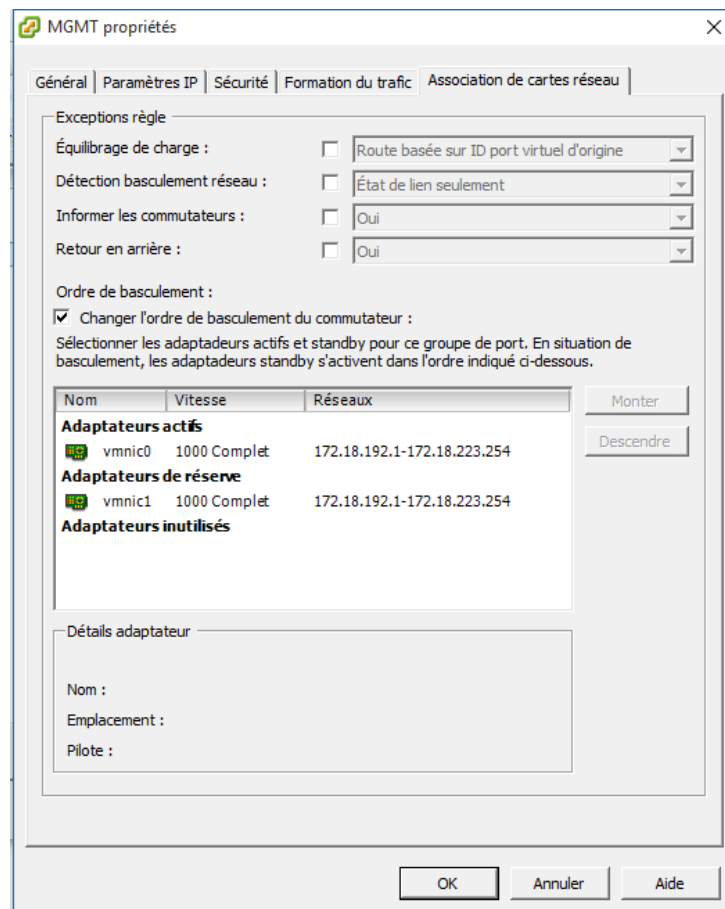 MGMT propriétés
Général Paramètres IP Sécurité Formation du trafic Association de cartes réseau
Exceptions règle
Équilibrage de charge : Route basée sur ID port virtuel d'origine
Détection basculement réseau : État de lien seulement
Informer les commutateurs : Oui
Retour en arrière : Oui
Ordre de basculement :
Changer l'ordre de basculement du commutateur :
Sélectionner les adaptadeurs actifs et standby pour ce groupe de port. En situation de
basculement, les adaptadeurs standby s'activent dans l'ordre indiqué ci-dessous.
Nom Vitesse Réseaux Monter
Adaptateurs actifs
vmnic0 1000 Complet 172.18.192.1-172.18.223.254 Descendre
Adaptateurs de réserve
vmnic1 1000 Complet 172.18.192.1-172.18.223.254
Adaptateurs inutilisés
Détails adaptateur
Nom :
Emplacement :
Pilote :
OK Annuler Aide